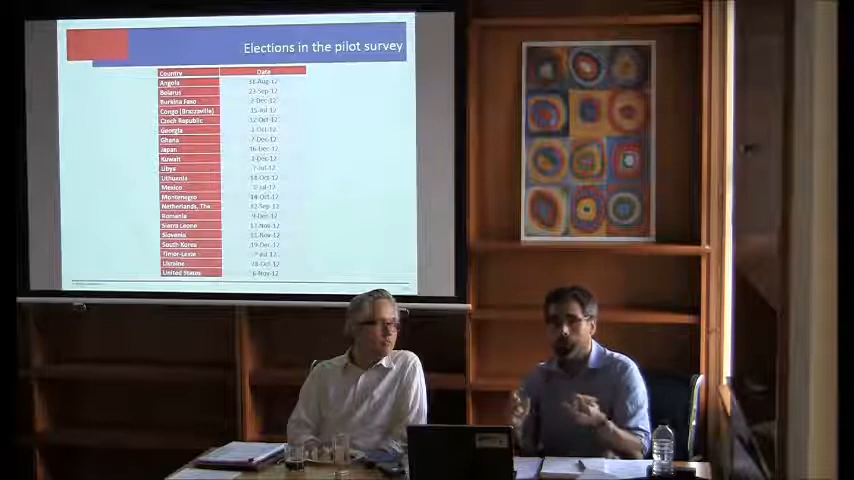 Elections in the pilot survey
Country Date
Angola 31-Aug-12
Belarus 23-Sep-12
Burkina Faso 2-Dec-12
Congo (Brazzaville) 15-Jul-12
Czech Republic 12-Oct-12
Georgia 1-Oct-12
Ghana 7-Dec-12
Japan 16-Dec-12
Kuwait 1-Dec-12
Libya 7-Jul-12
Lithuania 14-Oct-12
Mexico 1-Jul-12
Montenegro 14-Oct-12
Netherlands, The 12-Sep-12
Romania 9-Dec-12
Sierra Leone 17-Nov-12
Slovenia 11-Nov-12
South Korea 19-Dec-12
Timor-Leste 7-Jul-12
Ukraine 28-Oct-12
United States 6-Nov-12